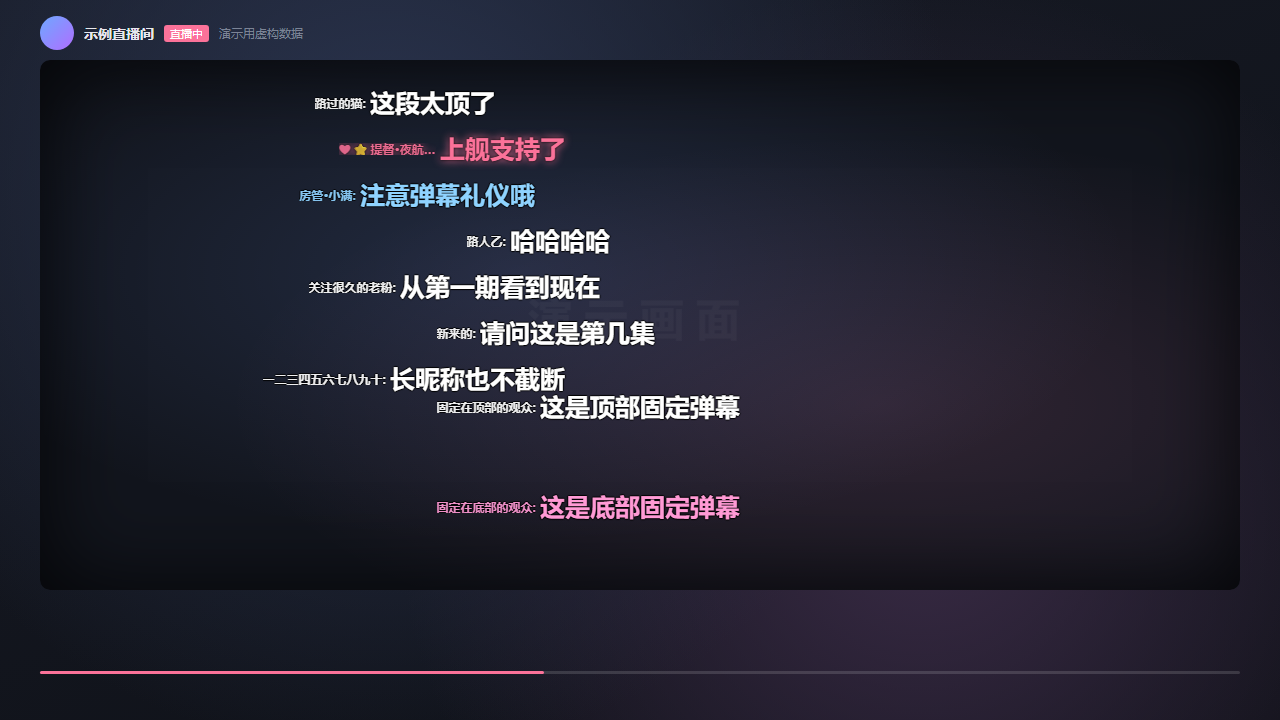 示例直播间 直播中 演示用虚构数据
路过的猫: 这段太顶了
提督·夜航... 上舰支持了
房管·小满: 注意弹幕礼仪哦
路人乙: 哈哈哈哈
关注很久的老粉: 从第一期看到现在
演示画面
新来的: 请问这是第几集
一二三四五六七八九十: 长昵称也不截断
固定在顶部的观众: 这是顶部固定弹幕
固定在底部的观众: 这是底部固定弹幕